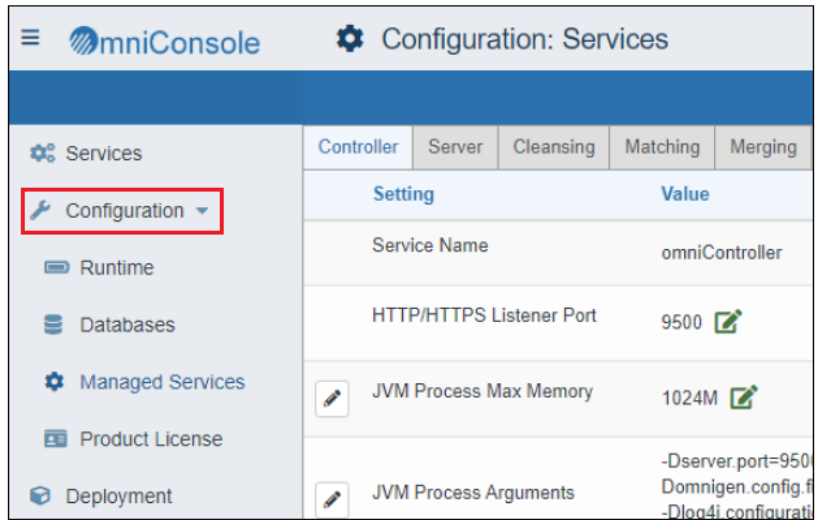 OmniConsole
Configuration: Services
Services
Configuration
Runtime
Databases
Managed Services
Product License
Deployment
Controller Server Cleansing Matching Merging
Setting Value
Service Name omniController
HTTP/HTTPS Listener Port 9500
JVM Process Max Memory 1024M
JVM Process Arguments
-Dserver.port=950
Domnigen.config.fi
-Dlog4j.configurati